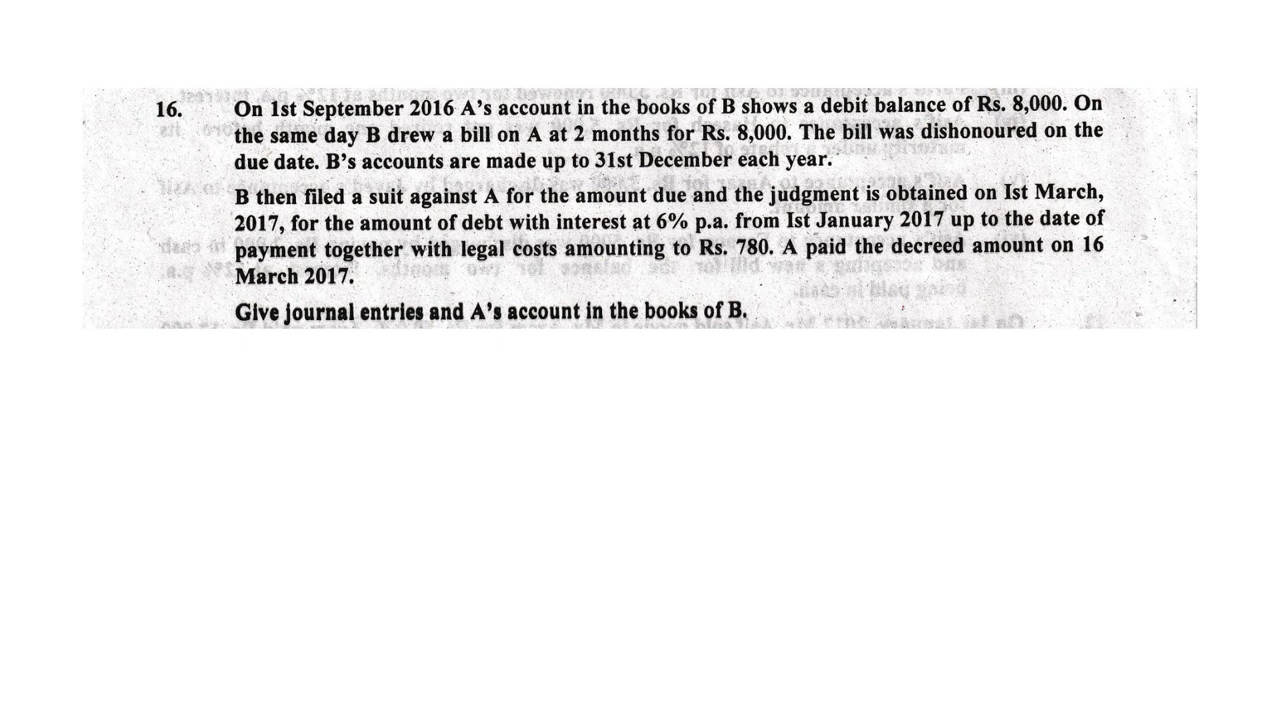 16. On 1st September 2016 A's account in the books of B shows a debit balance of Rs. 8,000. On
the same day B drew a bill on A at 2 months for Rs. 8,000. The bill was dishonoured on the
due date. B's accounts are made up to 31st December each year.
B then filed a suit against A for the amount due and the judgment is obtained on Ist March,
2017, for the amount of debt with interest at 6% p.a. from Ist January 2017 up to the date of
payment together with legal costs amounting to Rs. 780. A paid the decreed amount on 16
March 2017.
Give journal entries and A's account in the books of B.